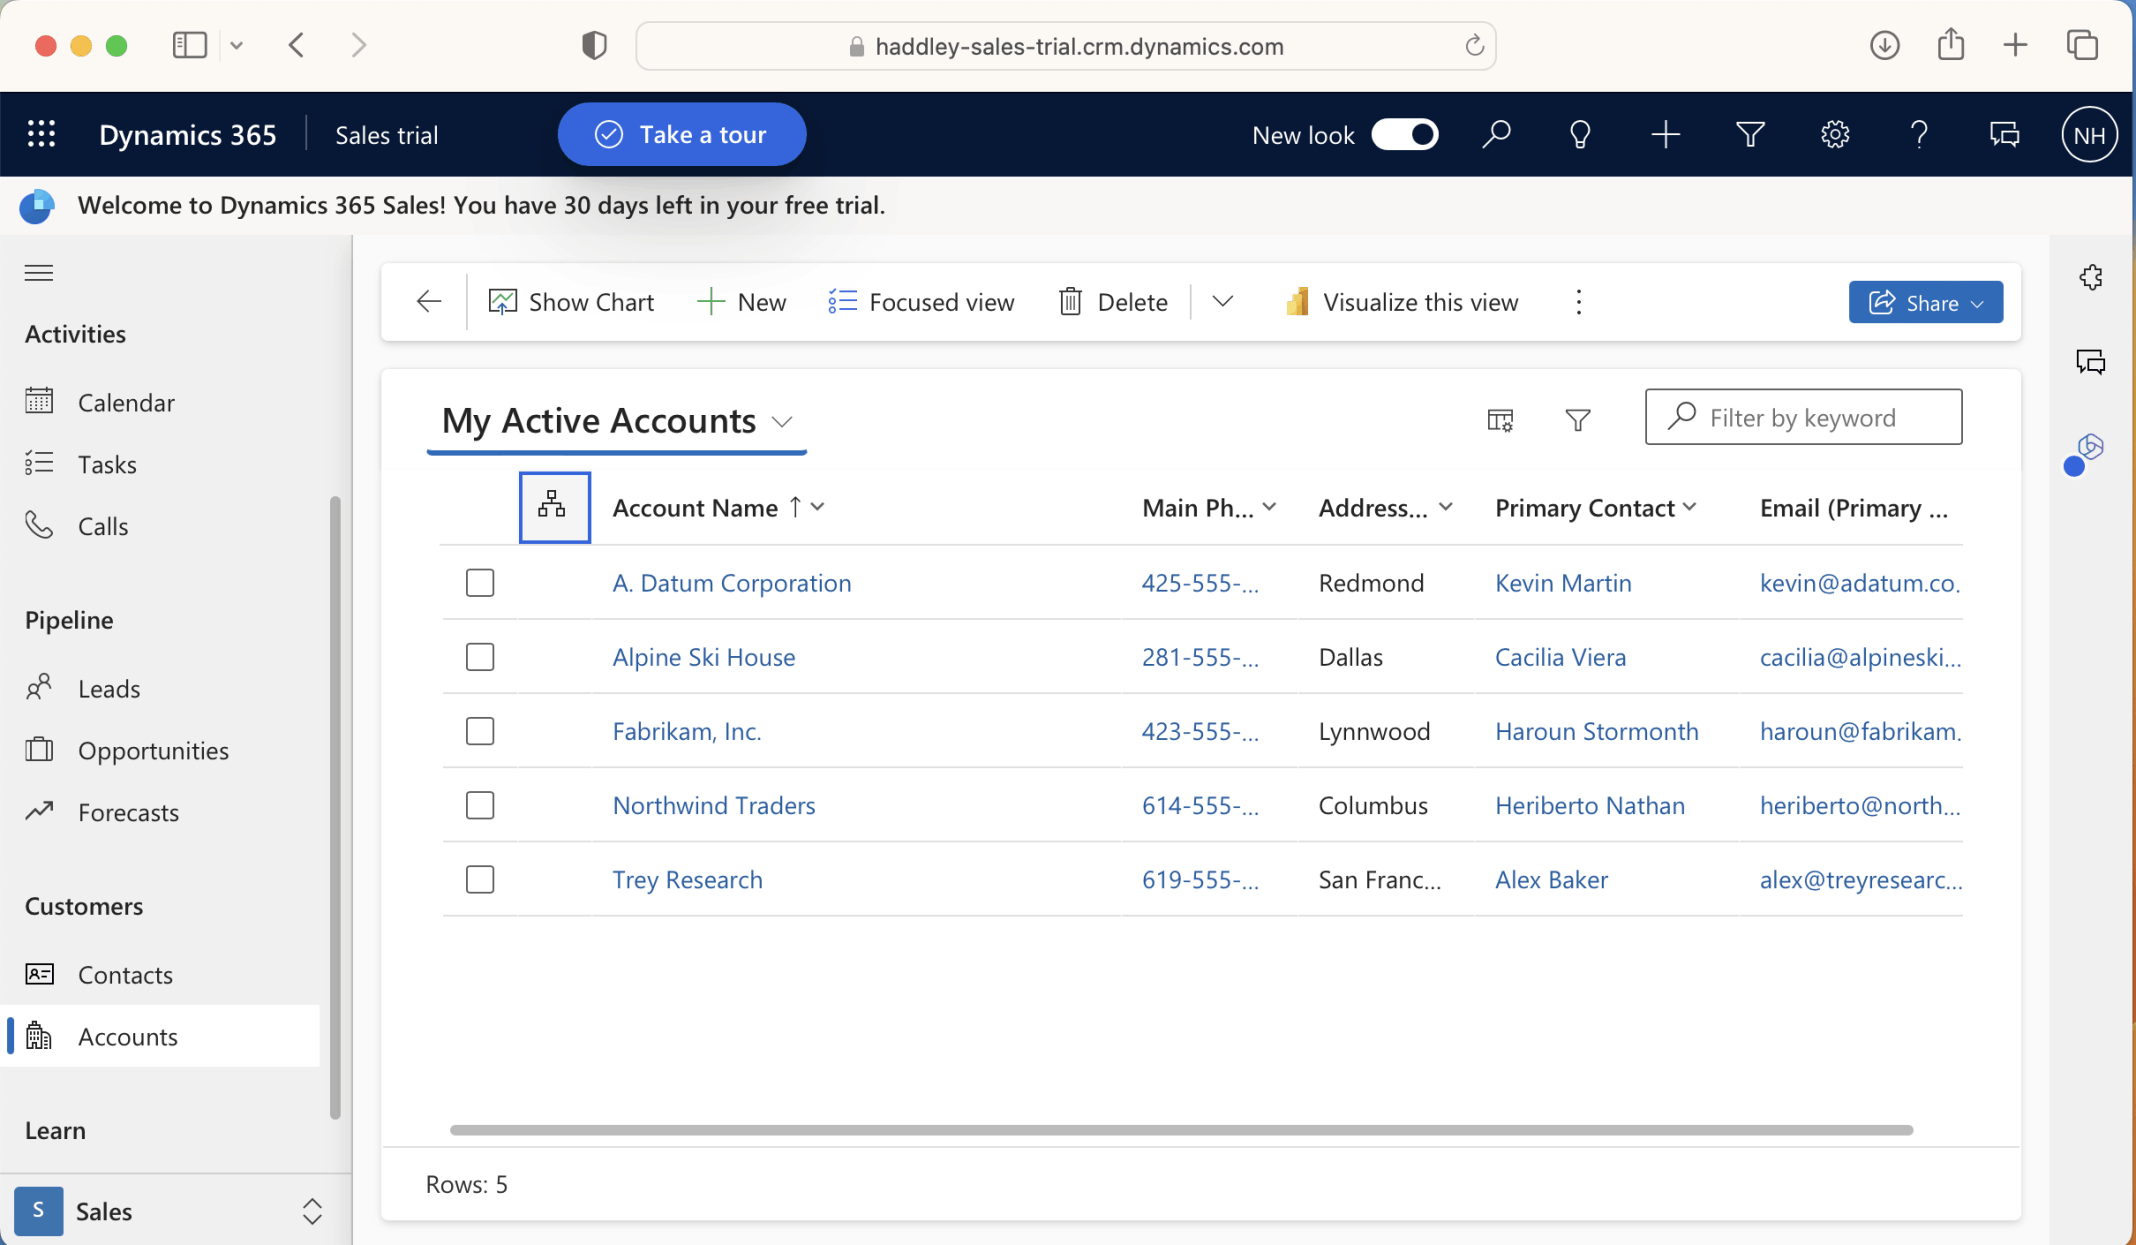 haddley-sales-trial.crm.dynamics.com
Dynamics 365 Sales trial Take a tour New look NH
Welcome to Dynamics 365 Sales! You have 30 days left in your free trial.
Show Chart New Focused view Delete Visualize this view Share
Activities
Calendar
Tasks
Calls
Pipeline
Leads
Opportunities
Forecasts
Customers
Contacts
Accounts
Learn
S Sales
My Active Accounts Filter by keyword
Account Name Main Ph... Address... Primary Contact Email (Primary ...
A. Datum Corporation 425-555-... Redmond Kevin Martin kevin@adatum.co.
Alpine Ski House 281-555-... Dallas Cacilia Viera cacilia@alpineski...
Fabrikam, Inc. 423-555-... Lynnwood Haroun Stormonth haroun@fabrikam.
Northwind Traders 614-555-... Columbus Heriberto Nathan heriberto@north...
Trey Research 619-555-... San Franc... Alex Baker alex@treyresearc...
Rows: 5